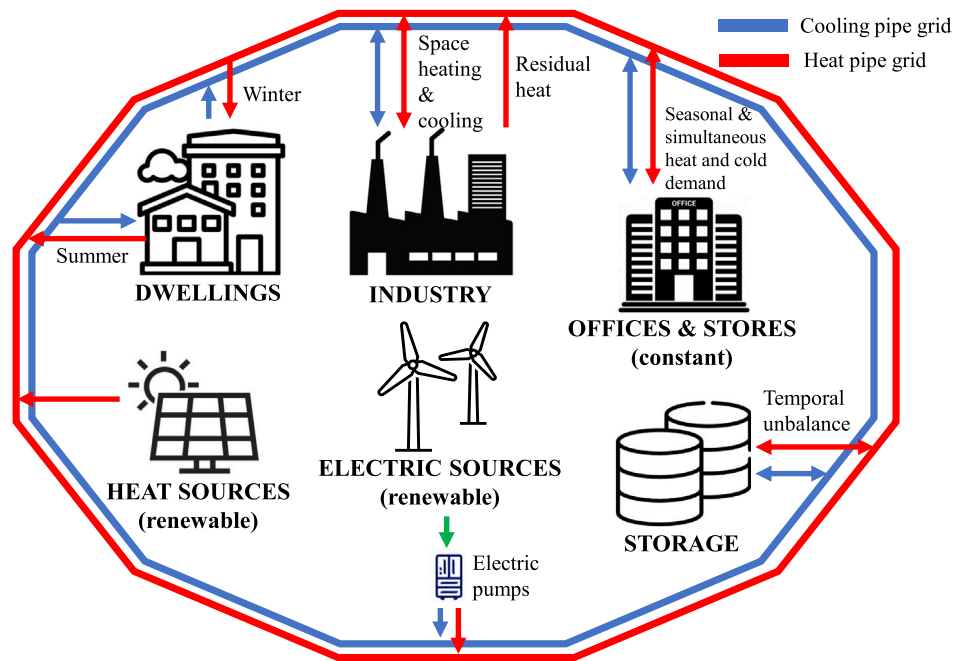 Cooling pipe grid
Heat pipe grid
Winter
Space
heating
&
cooling
Residual
heat
Seasonal &
simultaneous
heat and cold
demand
Summer
OFFICE
DWELLINGS
INDUSTRY
OFFICES & STORES
(constant)
Temporal
unbalance
HEAT SOURCES
(renewable)
ELECTRIC SOURCES
(renewable)
STORAGE
Electric
pumps